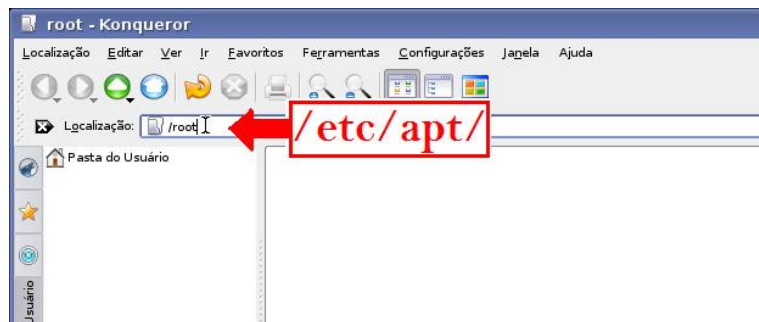 root - Konqueror
Localização Editar Ver Ir Favoritos Ferramentas Configurações Janela Ajuda
Localização: /root
/etc/apt/
Pasta do Usuário
Usuário